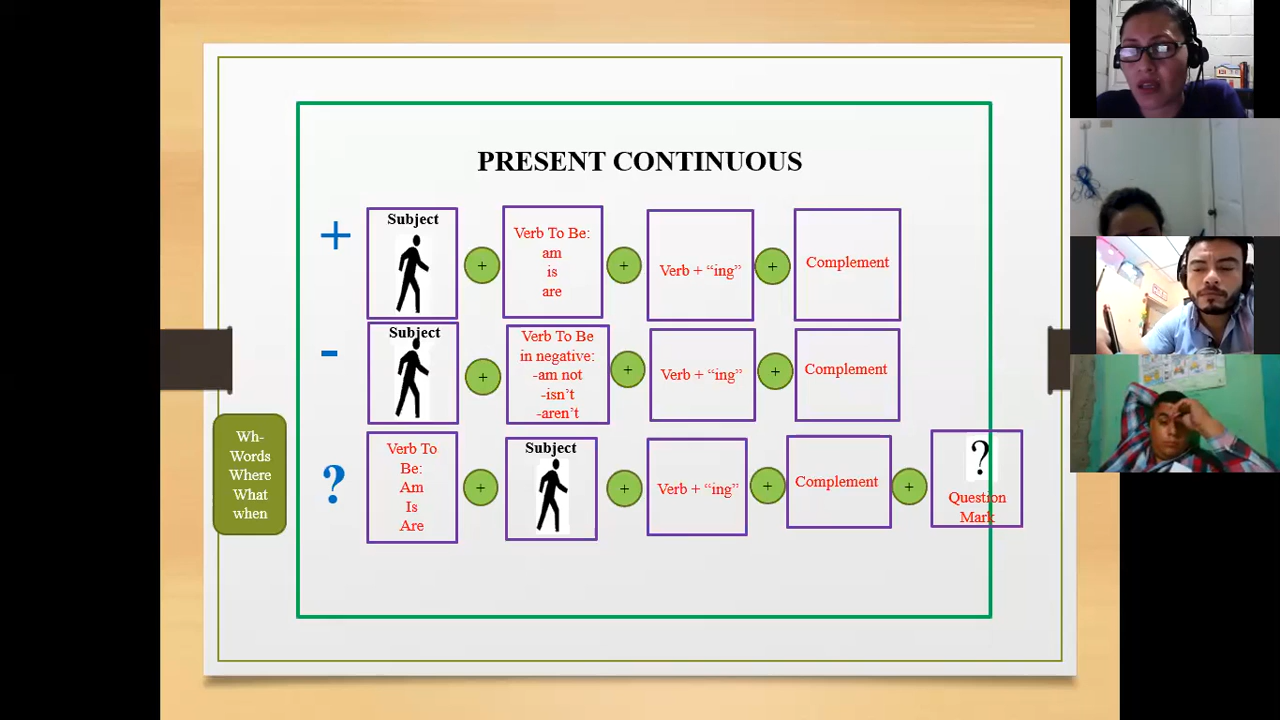 PRESENT CONTINUOUS
+
Subject
+
Verb To Be:
am
is
are
+
Verb + “ing”
+
Complement
-
Subject
+
Verb To Be
in negative:
-am not
-isn’t
-aren’t
+
Verb + “ing”
+
Complement
Wh-
Words
Where
What
when
?
Verb To
Be:
Am
Is
Are
+
Subject
+
Verb + “ing”
+
Complement
+
?
Question
Mark